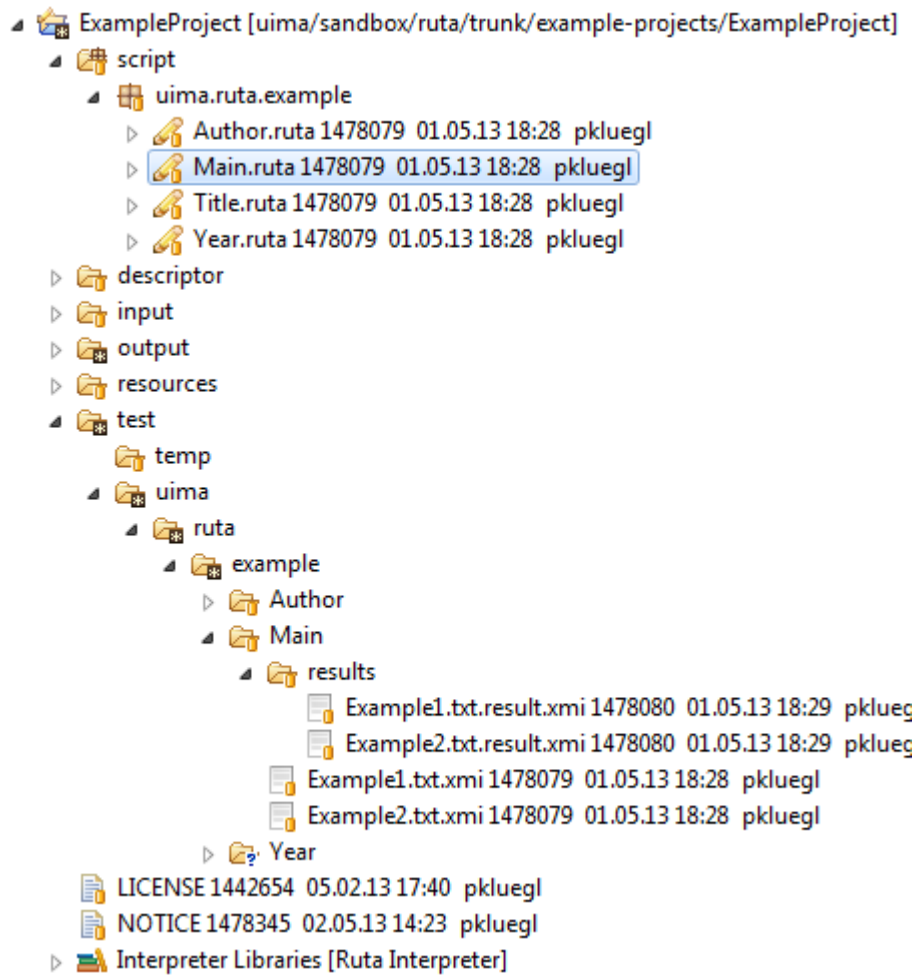 ExampleProject [uima/sandbox/ruta/trunk/example-projects/ExampleProject]
script
uima.ruta.example
Author.ruta 1478079 01.05.13 18:28 pkluegl
Main.ruta 1478079 01.05.13 18:28 pkluegl
Title.ruta 1478079 01.05.13 18:28 pkluegl
Year.ruta 1478079 01.05.13 18:28 pkluegl
descriptor
input
output
resources
test
temp
uima
ruta
example
Author
Main
results
Example1.txt.result.xmi 1478080 01.05.13 18:29 pklueg
Example2.txt.result.xmi 1478080 01.05.13 18:29 pklueg
Example1.txt.xmi 1478079 01.05.13 18:28 pkluegl
Example2.txt.xmi 1478079 01.05.13 18:28 pkluegl
Year
LICENSE 1442654 05.02.13 17:40 pkluegl
NOTICE 1478345 02.05.13 14:23 pkluegl
Interpreter Libraries [Ruta Interpreter]